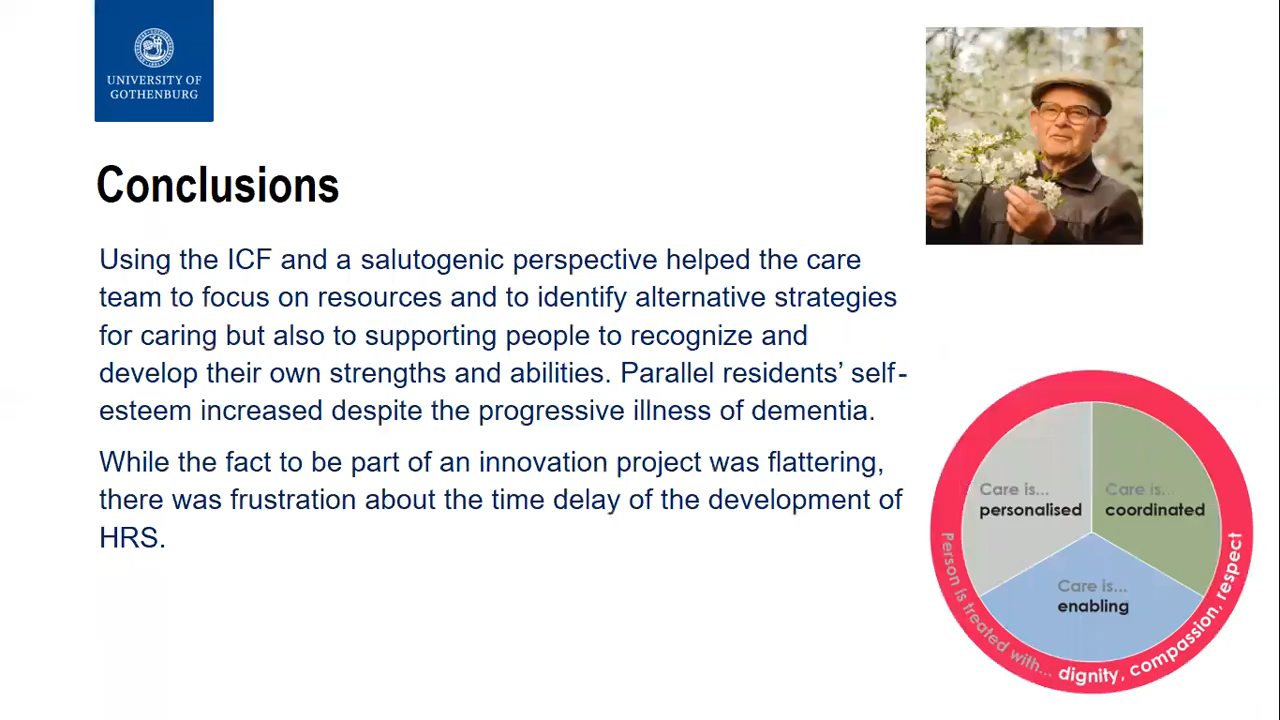 UNIVERSITY OF
GOTHENBURG
Conclusions
Using the ICF and a salutogenic perspective helped the care
team to focus on resources and to identify alternative strategies
for caring but also to supporting people to recognize and
develop their own strengths and abilities. Parallel residents’ self-
esteem increased despite the progressive illness of dementia.
While the fact to be part of an innovation project was flattering,
there was frustration about the time delay of the development of
HRS.
Care is...
personalised
Care is...
coordinated
Care is...
enabling
Person is treated with... dignity, compassion, respect